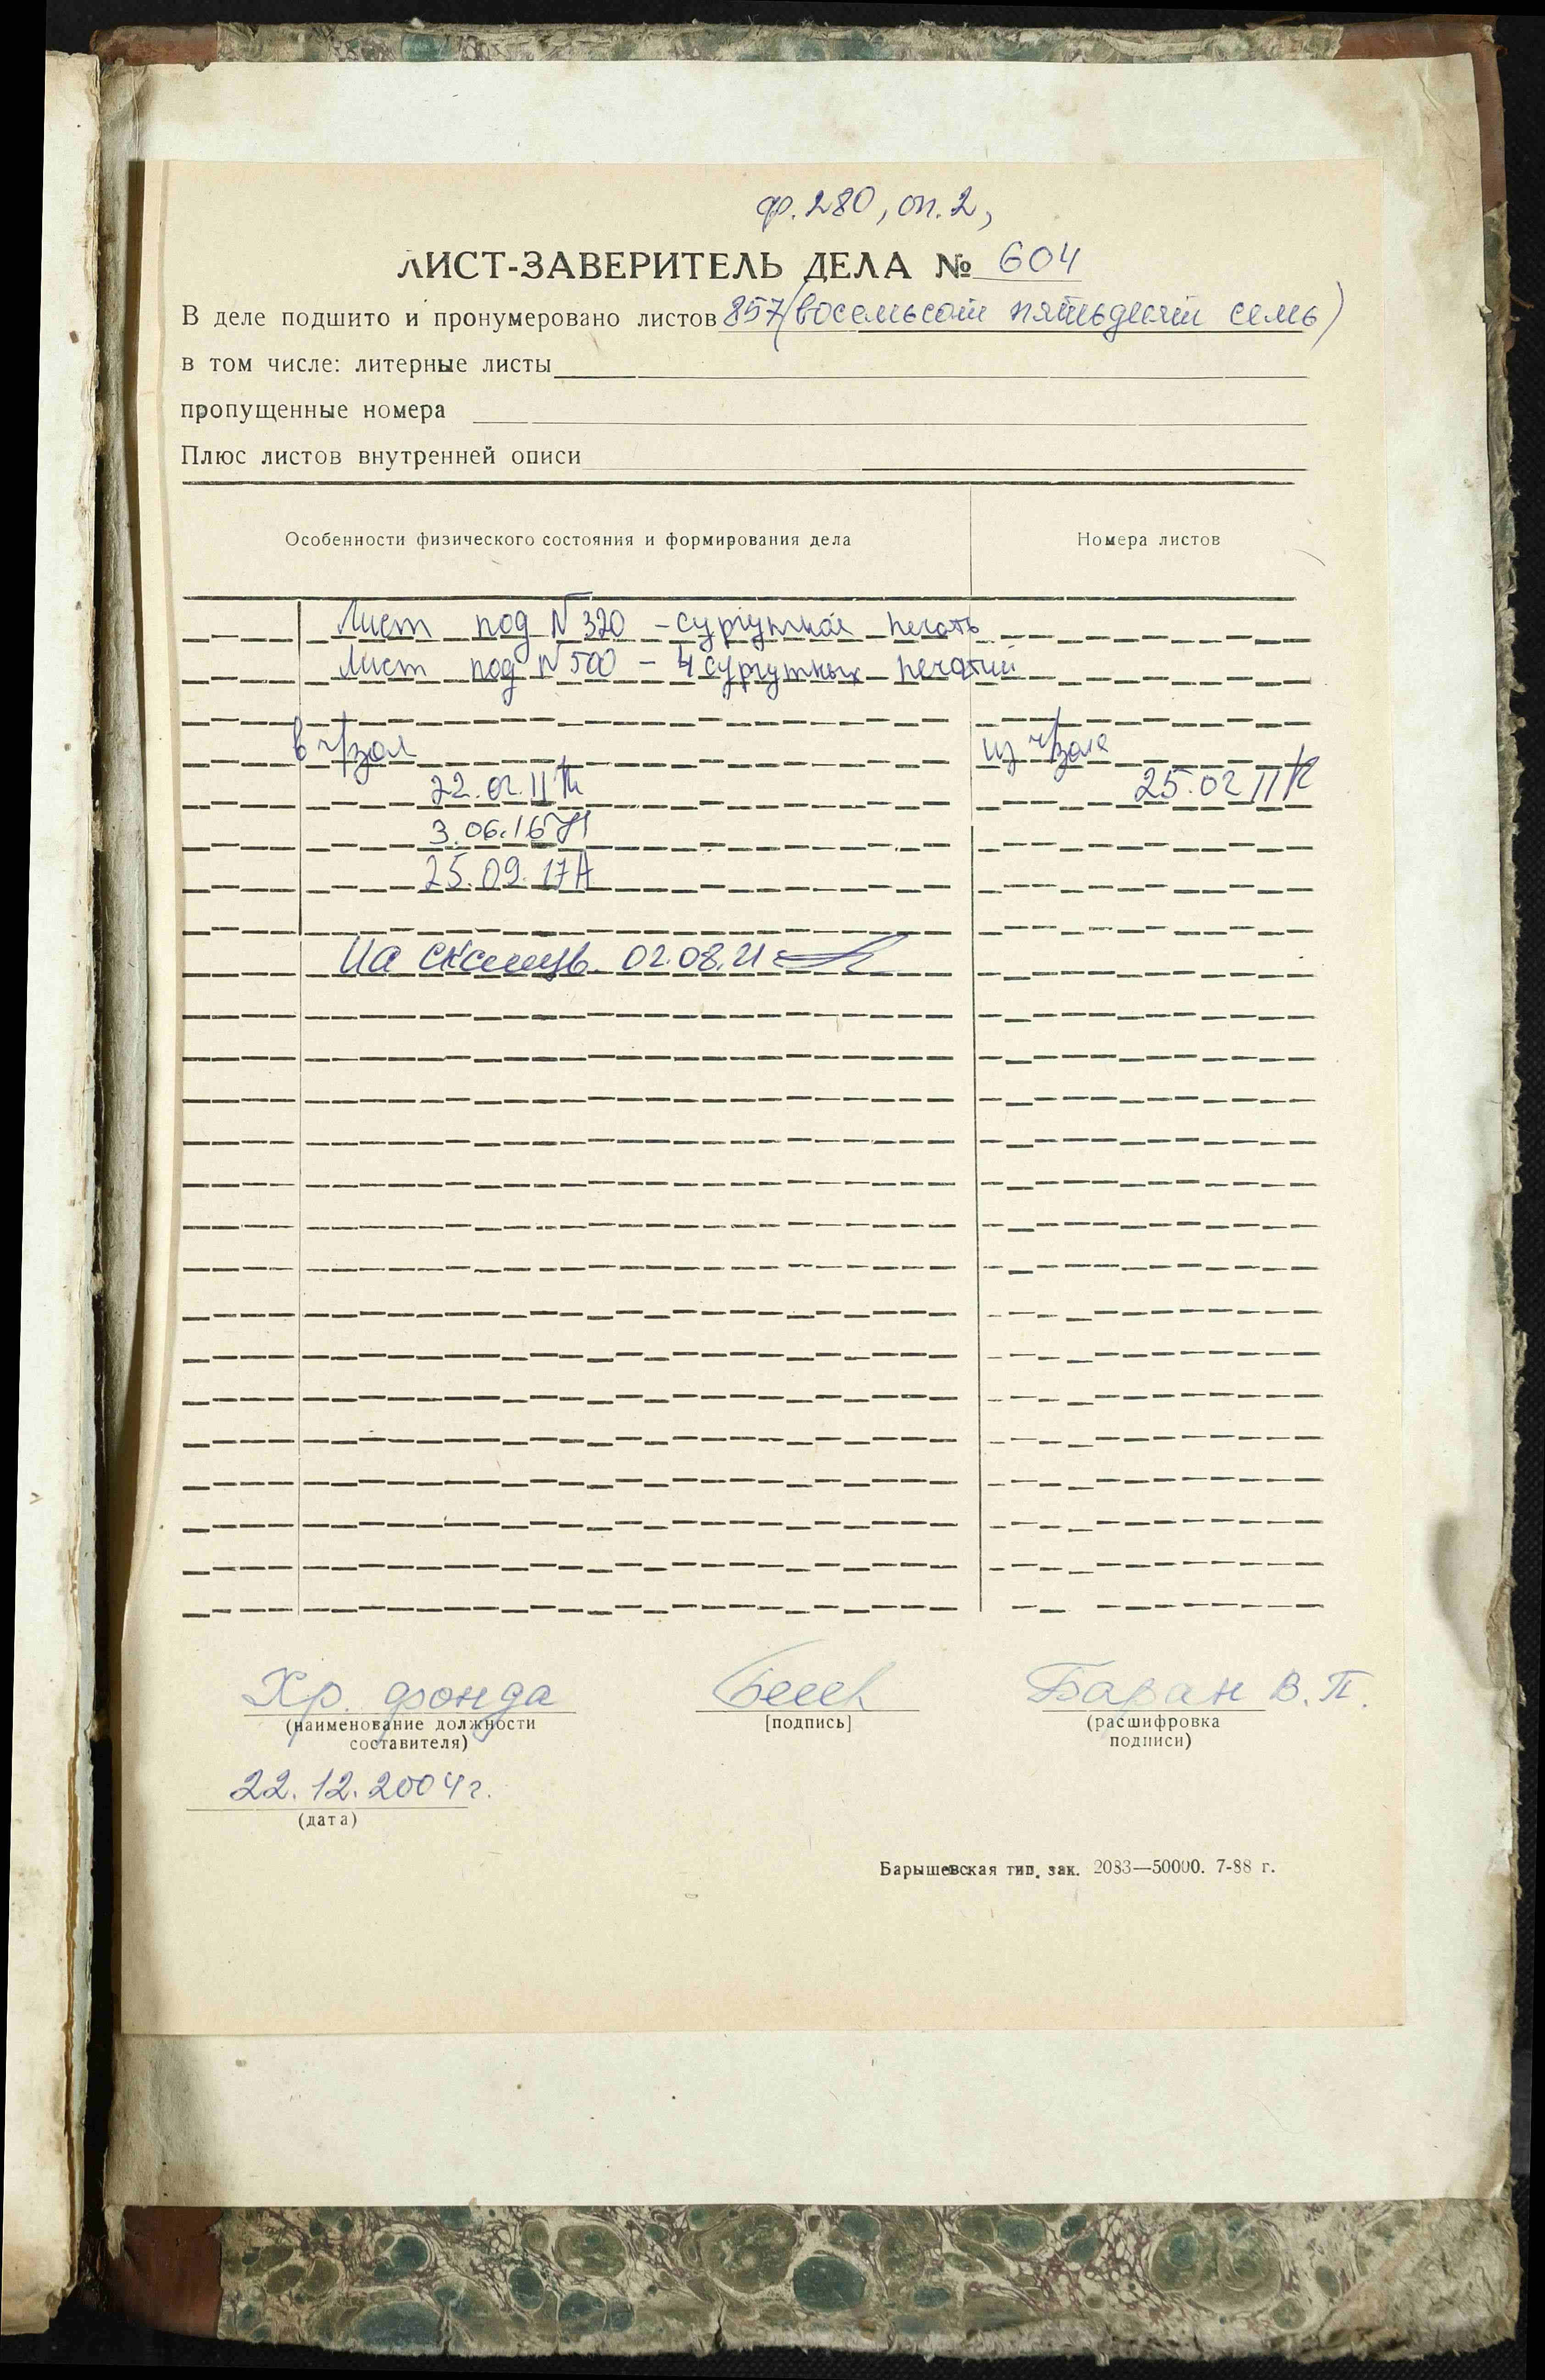 ф. 280, оп. 2,
ЛИСТ-ЗАВЕРИТЕЛЬ ДЕЛА № 604
В деле подшито и пронумеровано листов 857 (восемьсот пятьдесят семь)
в том числе: литерные листы
пропущенные номера
Плюс листов внутренней описи
Особенности физического состояния и формирования дела Номера листов
Лист под N 320 - сургучная печать
Лист под N 500 - 4 сургучных печатий
в ч/зал из ч/зала
22.02.11 25.02 11 К
3.06.16
25.09.17 А
На сканир 02.08.21
Хр. фонда Баран В. П.
(наименование должности [подпись] (расшифровка
составителя) подписи)
22.12.2004 г.
(дата)
Барышевская тип. зак. 2083—50000. 7-88 г.